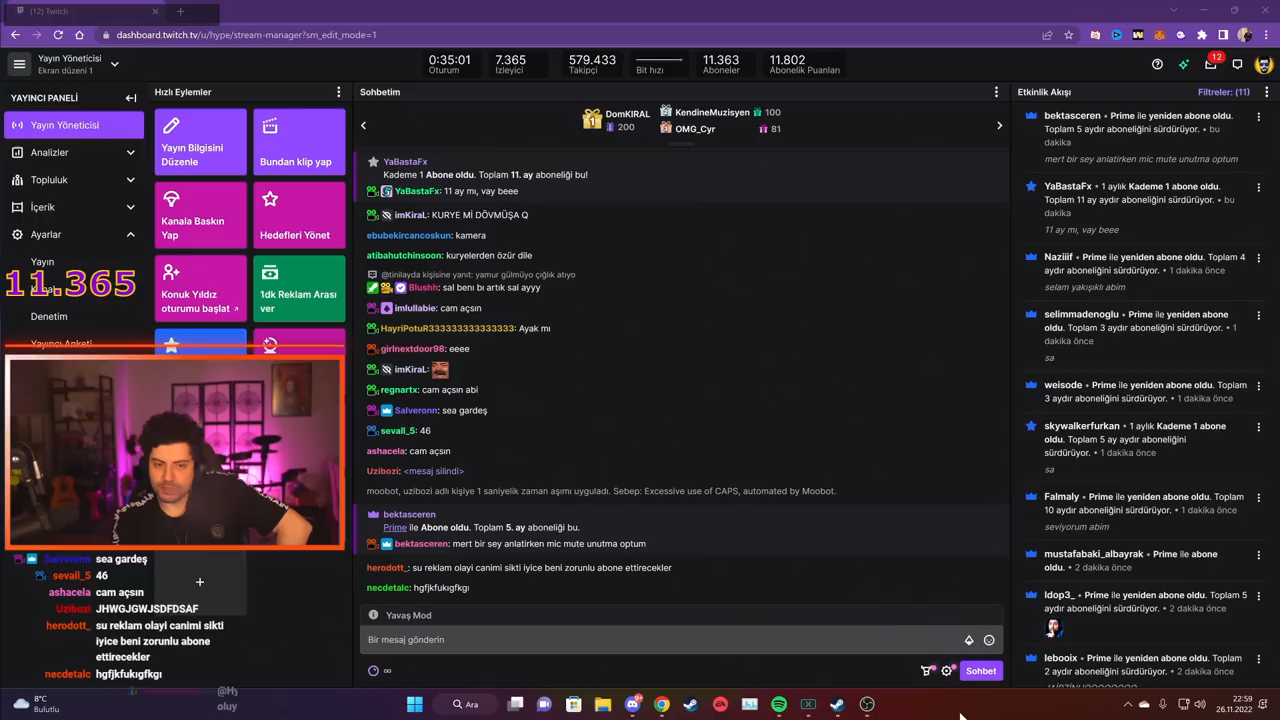 (12) Twitch
dashboard.twitch.tv/u/hype/stream-manager?sm_edit_mode=1
Yayın Yöneticisi
Ekran düzeni 1
0:35:01
Oturum
7.365
İzleyici
579.433
Takipçi
Bit hızı
11.363
Aboneler
11.802
Abonelik Puanları
12
YAYINCI PANELİ
Yayın Yöneticisi
Analizler
Topluluk
İçerik
Ayarlar
Yayın
11.365
Denetim
Yayıncı Anketi
Hızlı Eylemler
Yayın Bilgisini
Düzenle
Bundan klip yap
Kanala Baskın
Yap
Hedefleri Yönet
Konuk Yıldız
oturumu başlat
1dk Reklam Arası
ver
Salveronn sea gardeş
sevall_5 46
ashacela cam açsın
Uzibozi JHWGJGWJSDFDSAF
herodott_ su reklam olayi canimi sikti
iyice beni zorunlu abone
ettirecekler
necdetalc hgfjkfukıgfkgı
Sohbetim
1 DomKIRAL
200
2 KendineMuzisyen 100
3 OMG_Cyr 81
YaBastaFx
Kademe 1 Abone oldu. Toplam 11. ay aboneliği bu!
YaBastaFx: 11 ay mı, vay beee
imKiraL: KURYE Mİ DÖVMÜŞA Q
ebubekircancoskun: kamera
atibahutchinsoon: kuryelerden özür dile
@tinilayda kişisine yanıt: yamur gülmüyo çığlık atıyo
Blushh: sal benı bı artık sal ayyy
imlullabie: cam açsın
HayriPotuR333333333333333: Ayak mı
girlnextdoor98: eeee
imKiraL:
regnartx: cam açsın abi
Salveronn: sea gardeş
sevall_5: 46
ashacela: cam açsın
Uzibozi: <mesaj silindi>
moobot, uzibozi adlı kişiye 1 saniyelik zaman aşımı uyguladı. Sebep: Excessive use of CAPS, automated by Moobot.
bektasceren
Prime ile Abone oldu. Toplam 5. ay aboneliği bu.
bektasceren: mert bir sey anlatirken mic mute unutma optum
herodott_: su reklam olayi canimi sikti iyice beni zorunlu abone ettirecekler
necdetalc: hgfjkfukıgfkgı
Yavaş Mod
Bir mesaj gönderin
∞
Sohbet
Etkinlik Akışı
Filtreler: (11)
bektasceren • Prime ile yeniden abone oldu.
Toplam 5 aydır aboneliğini sürdürüyor. • bu
dakika
mert bir sey anlatirken mic mute unutma optum
YaBastaFx • 1 aylık Kademe 1 abone oldu.
Toplam 11 ay aydır aboneliğini sürdürüyor. • bu
dakika
11 ay mı, vay beee
Naziiif • Prime ile yeniden abone oldu. Toplam 4
aydır aboneliğini sürdürüyor. • 1 dakika önce
selam yakışıklı abim
selimmadenoglu • Prime ile yeniden abone
oldu. Toplam 3 aydır aboneliğini sürdürüyor. • 1
dakika önce
sa
weisode • Prime ile yeniden abone oldu. Toplam
3 aydır aboneliğini sürdürüyor. • 1 dakika önce
skywalkerfurkan • 1 aylık Kademe 1 abone
oldu. Toplam 5 ay aydır aboneliğini
sürdürüyor. • 1 dakika önce
sa
Falmaly • Prime ile yeniden abone oldu. Toplam
10 aydır aboneliğini sürdürüyor. • 1 dakika önce
seviyorum abim
mustafabaki_albayrak • Prime ile abone
oldu. • 2 dakika önce
ldop3_ • Prime ile yeniden abone oldu. Toplam 5
aydır aboneliğini sürdürüyor. • 2 dakika önce
lebooix • Prime ile yeniden abone oldu. Toplam
2 aydır aboneliğini sürdürüyor. • 2 dakika önce
8°C
Bulutlu
Ara
22:59
26.11.2022